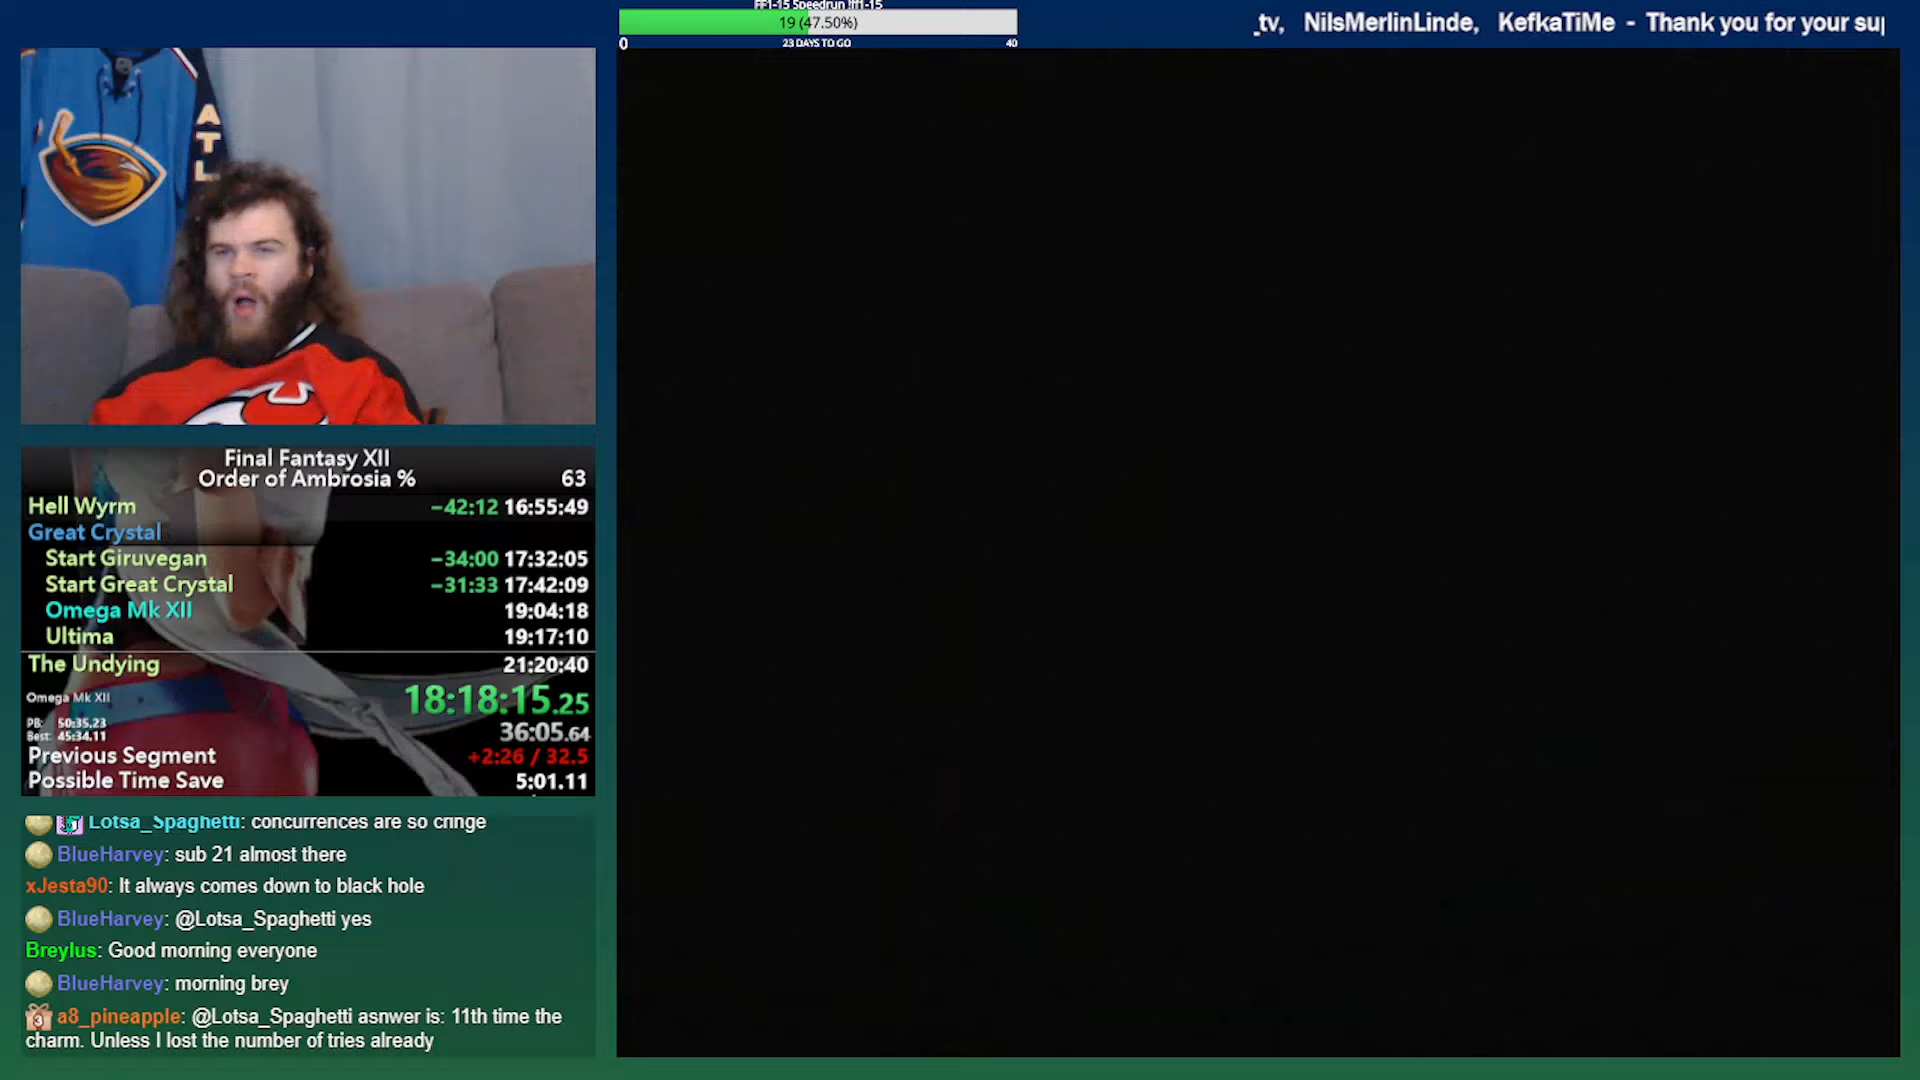 FF1-15 Speedrun !ff1-15
19 (47.50%)
0
23 DAYS TO GO
40
_tv, NilsMerlinLinde, KefkaTiMe - Thank you for your sup
ATL
Final Fantasy XII
Order of Ambrosia %
63
Hell Wyrm -42:12 16:55:49
Great Crystal
Start Giruvegan -34:00 17:32:05
Start Great Crystal -31:33 17:42:09
Omega Mk XII 19:04:18
Ultima 19:17:10
The Undying 21:20:40
Omega Mk XII
18:18:15.25
PB: 50:35.23
Best: 45:34.11
36:05.64
Previous Segment +2:26 / 32.5
Possible Time Save 5:01.11
Lotsa_Spaghetti: concurrences are so cringe
BlueHarvey: sub 21 almost there
xJesta90: It always comes down to black hole
BlueHarvey: @Lotsa_Spaghetti yes
Breylus: Good morning everyone
BlueHarvey: morning brey
3 a8_pineapple: @Lotsa_Spaghetti asnwer is: 11th time the
charm. Unless I lost the number of tries already